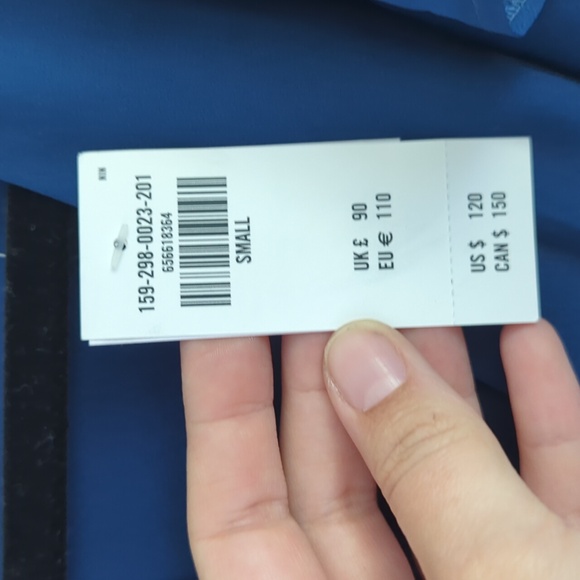 159-298-0023-201
656618364
SMALL
UK £ 90
EU € 110
US $ 120
CAN $ 150